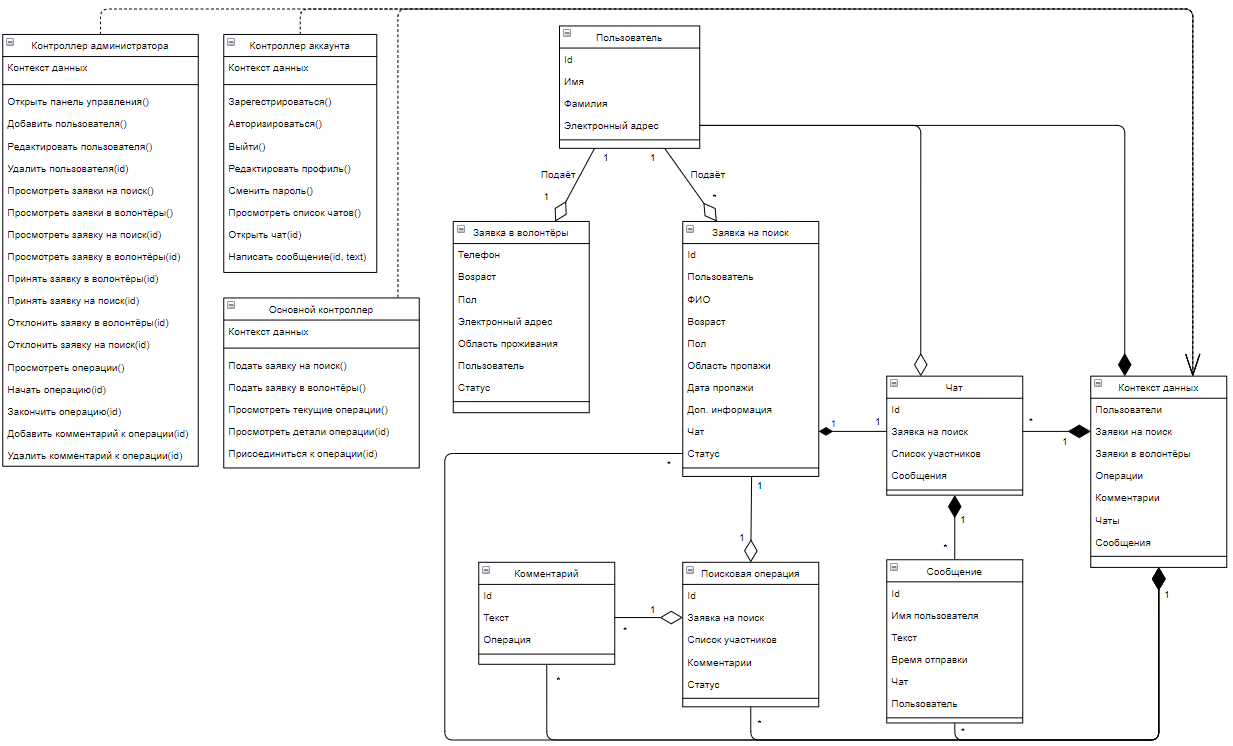 Контроллер администратора
Контекст данных
Открыть панель управления()
Добавить пользователя()
Редактировать пользователя()
Удалить пользователя(id)
Просмотреть заявки на поиск()
Просмотреть заявки в волонтёры()
Просмотреть заявку на поиск(id)
Просмотреть заявку в волонтёры(id)
Принять заявку в волонтёры(id)
Принять заявку на поиск(id)
Отклонить заявку в волонтёры(id)
Отклонить заявку на поиск(id)
Просмотреть операции()
Начать операцию(id)
Закончить операцию(id)
Добавить комментарий к операции(id)
Удалить комментарий к операции(id)
Контроллер аккаунта
Контекст данных
Зарегестрироваться()
Авторизироваться()
Выйти()
Редактировать профиль()
Сменить пароль()
Просмотреть список чатов()
Открыть чат(id)
Написать сообщение(id, text)
Основной контроллер
Контекст данных
Подать заявку на поиск()
Подать заявку в волонтёры()
Просмотреть текущие операции()
Просмотреть детали операции(id)
Присоединиться к операции(id)
Пользователь
Id
Имя
Фамилия
Электронный адрес
1
1
Подаёт
Подаёт
1
*
Заявка в волонтёры
Телефон
Возраст
Пол
Электронный адрес
Область проживания
Пользователь
Статус
Заявка на поиск
Id
Пользователь
ФИО
Возраст
Пол
Область пропажи
Дата пропажи
Доп. информация
Чат
Статус
1
1
*
1
1
Чат
Id
Заявка на поиск
Список участников
Сообщения
*
1
1
*
Контекст данных
Пользователи
Заявки на поиск
Заявки в волонтёры
Операции
Комментарии
Чаты
Сообщения
1
Комментарий
Id
Текст
Операция
1
*
*
Поисковая операция
Id
Заявка на поиск
Список участников
Комментарии
Статус
*
Сообщение
Id
Имя пользователя
Текст
Время отправки
Чат
Пользователь
*